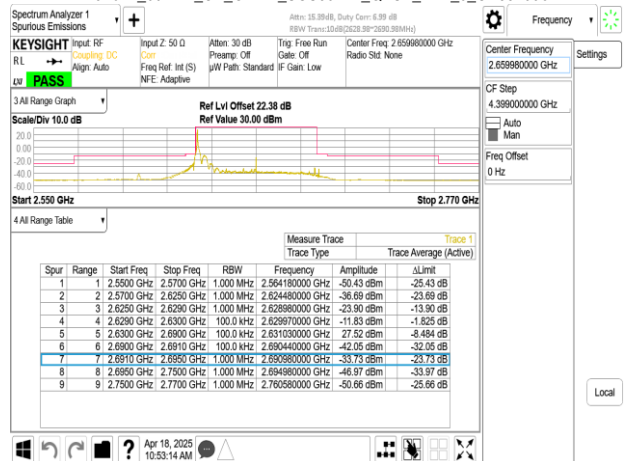 Spectrum Analyzer 1
Spurious Emissions
Attn: 15.39dB, Duty Corr: 6.99 dB
RBW Trans:10dB(2628.98~2690.98MHz)
Frequency
KEYSIGHT
RL
PASS
Input: RF
Coupling: DC
Align: Auto
Input Z: 50 Ω
Corr
Freq Ref: Int (S)
NFE: Adaptive
Atten: 30 dB
Preamp: Off
µW Path: Standard
Trig: Free Run
Gate: Off
IF Gain: Low
Center Freq: 2.659980000 GHz
Radio Std: None
Center Frequency
2.659980000 GHz
Settings
CF Step
4.399000000 GHz
Auto
Man
Freq Offset
0 Hz
3 All Range Graph
Scale/Div 10.0 dB
Ref Lvl Offset 22.38 dB
Ref Value 30.00 dBm
20.0
0.00
-20.0
-40.0
-60.0
Start 2.550 GHz
Stop 2.770 GHz
4 All Range Table
Measure Trace Trace 1
Trace Type Trace Average (Active)
Spur Range Start Freq Stop Freq RBW Frequency Amplitude ΔLimit
1 1 2.5500 GHz 2.5700 GHz 1.000 MHz 2.564180000 GHz -50.43 dBm -25.43 dB
2 2 2.5700 GHz 2.6250 GHz 1.000 MHz 2.624480000 GHz -36.69 dBm -23.69 dB
3 3 2.6250 GHz 2.6290 GHz 1.000 MHz 2.628980000 GHz -23.90 dBm -13.90 dB
4 4 2.6290 GHz 2.6300 GHz 100.0 kHz 2.629970000 GHz -11.83 dBm -1.825 dB
5 5 2.6300 GHz 2.6900 GHz 100.0 kHz 2.631030000 GHz 27.52 dBm -8.484 dB
6 6 2.6900 GHz 2.6910 GHz 100.0 kHz 2.690440000 GHz -42.05 dBm -32.05 dB
7 7 2.6910 GHz 2.6950 GHz 1.000 MHz 2.690980000 GHz -33.73 dBm -23.73 dB
8 8 2.6950 GHz 2.7500 GHz 1.000 MHz 2.694980000 GHz -46.97 dBm -33.97 dB
9 9 2.7500 GHz 2.7700 GHz 1.000 MHz 2.760580000 GHz -50.66 dBm -25.66 dB
Local
?
Apr 18, 2025
10:53:14 AM